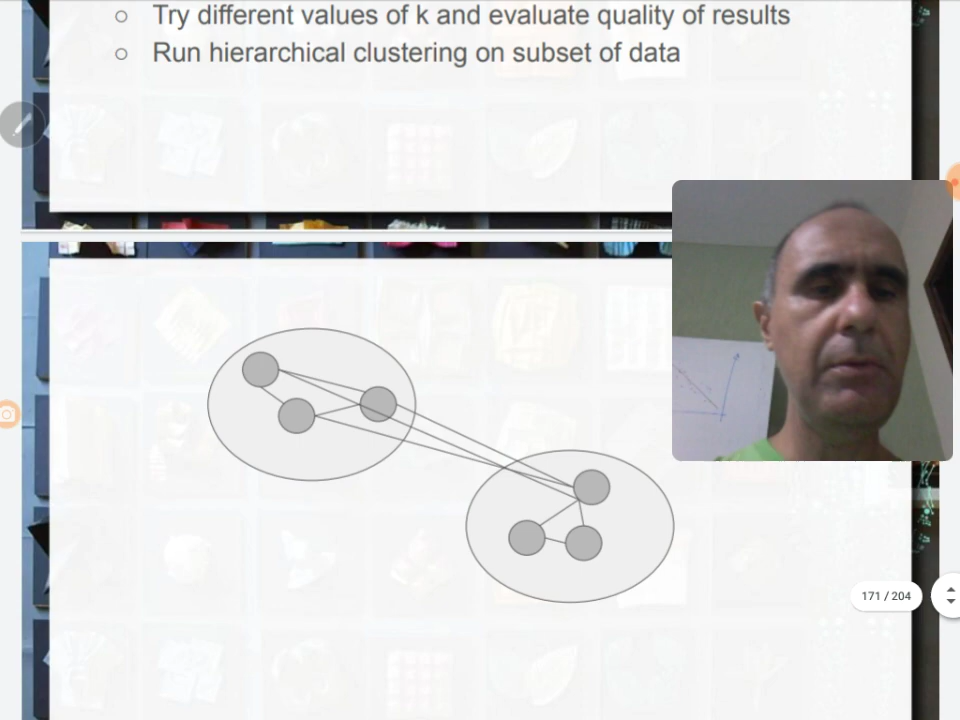 ○ Try different values of k and evaluate quality of results
○ Run hierarchical clustering on subset of data
171 / 204